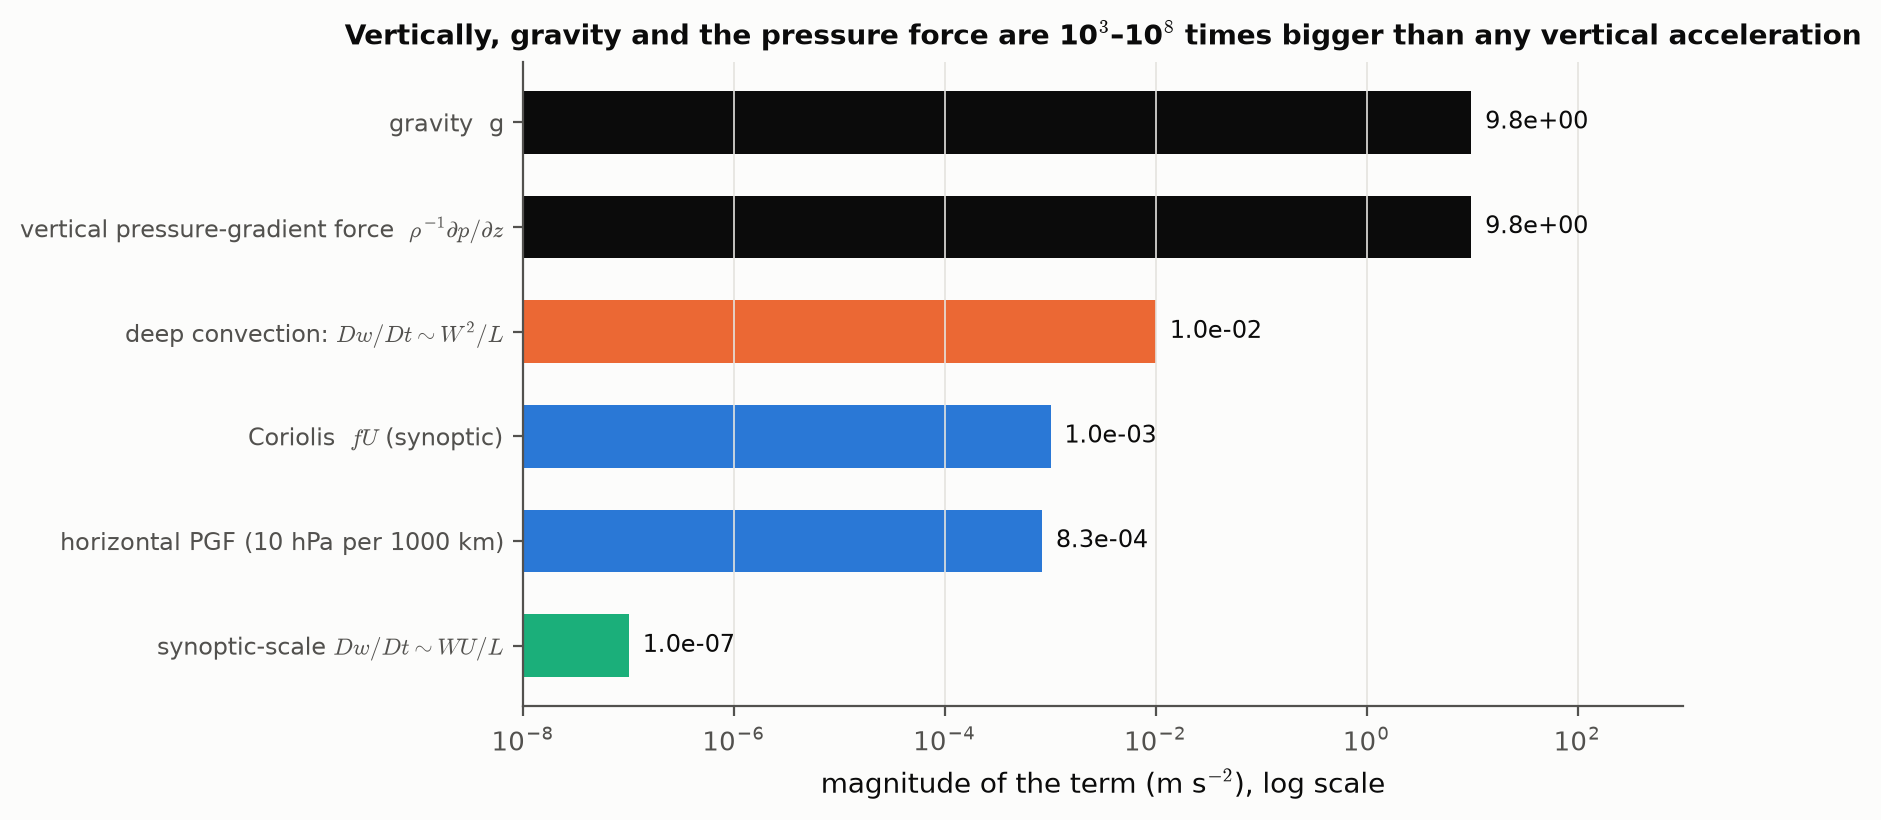 Vertically, gravity and the pressure force are 10³–10⁸ times bigger than any vertical acceleration
gravity g
9.8e+00
vertical pressure-gradient force ρ⁻¹∂p/∂z
9.8e+00
deep convection: Dw/Dt ~ W²/L
1.0e-02
Coriolis fU (synoptic)
1.0e-03
horizontal PGF (10 hPa per 1000 km)
8.3e-04
synoptic-scale Dw/Dt ~ WU/L
1.0e-07
10⁻⁸ 10⁻⁶ 10⁻⁴ 10⁻² 10⁰ 10²
magnitude of the term (m s⁻²), log scale